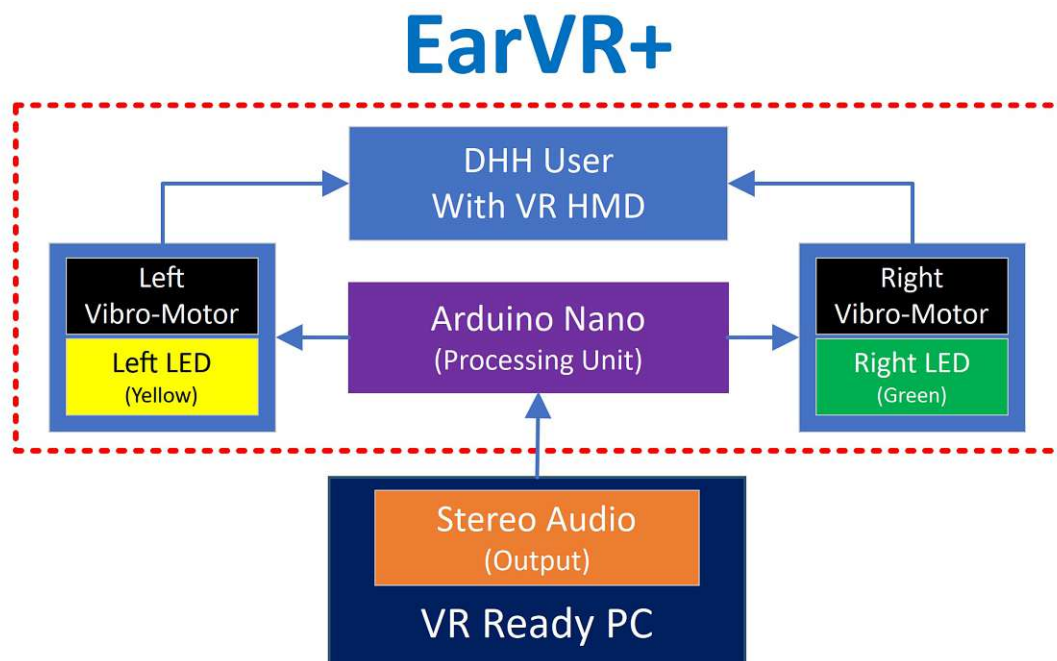 EarVR+
DHH User
With VR HMD
Left
Vibro-Motor
Left LED
(Yellow)
Arduino Nano
(Processing Unit)
Right
Vibro-Motor
Right LED
(Green)
Stereo Audio
(Output)
VR Ready PC